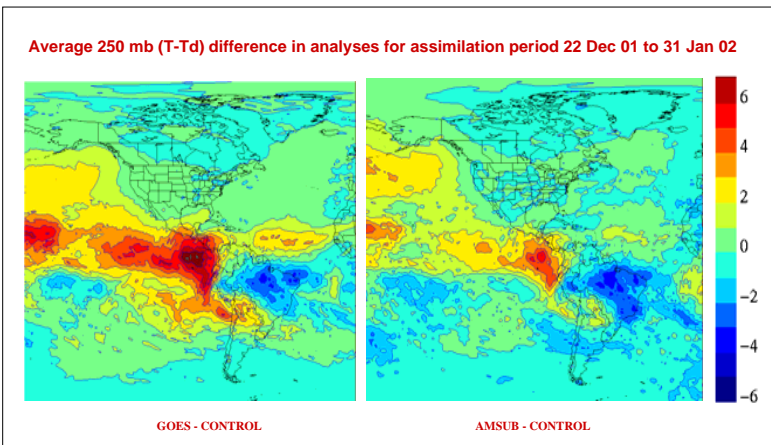 Average 250 mb (T-Td) difference in analyses for assimilation period 22 Dec 01 to 31 Jan 02
6
4
2
0
−2
−4
−6
GOES - CONTROL
AMSUB - CONTROL